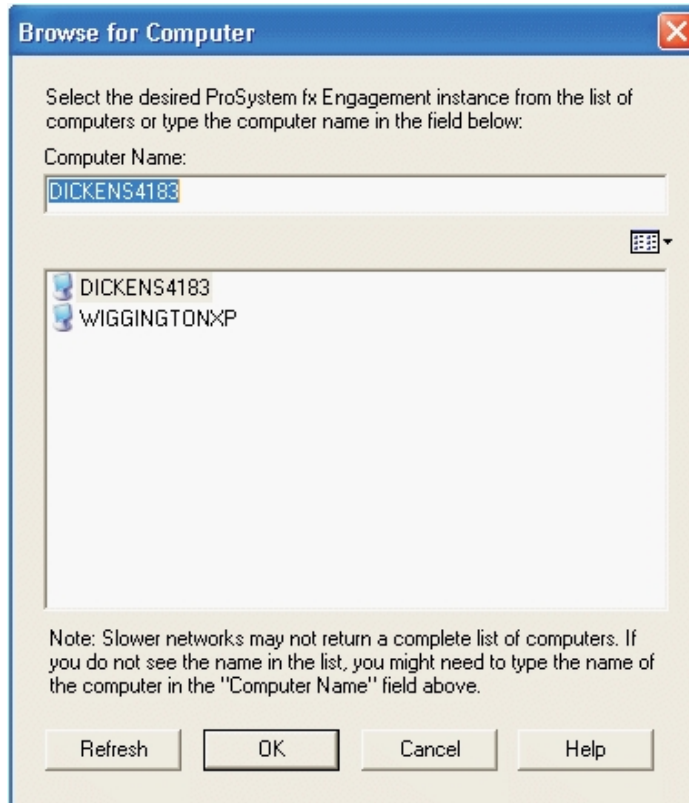 Browse for Computer
Select the desired ProSystem fx Engagement instance from the list of
computers or type the computer name in the field below:
Computer Name:
DICKENS4183
DICKENS4183
WIGGINGTONXP
Note: Slower networks may not return a complete list of computers. If
you do not see the name in the list, you might need to type the name of
the computer in the "Computer Name" field above.
Refresh OK Cancel Help